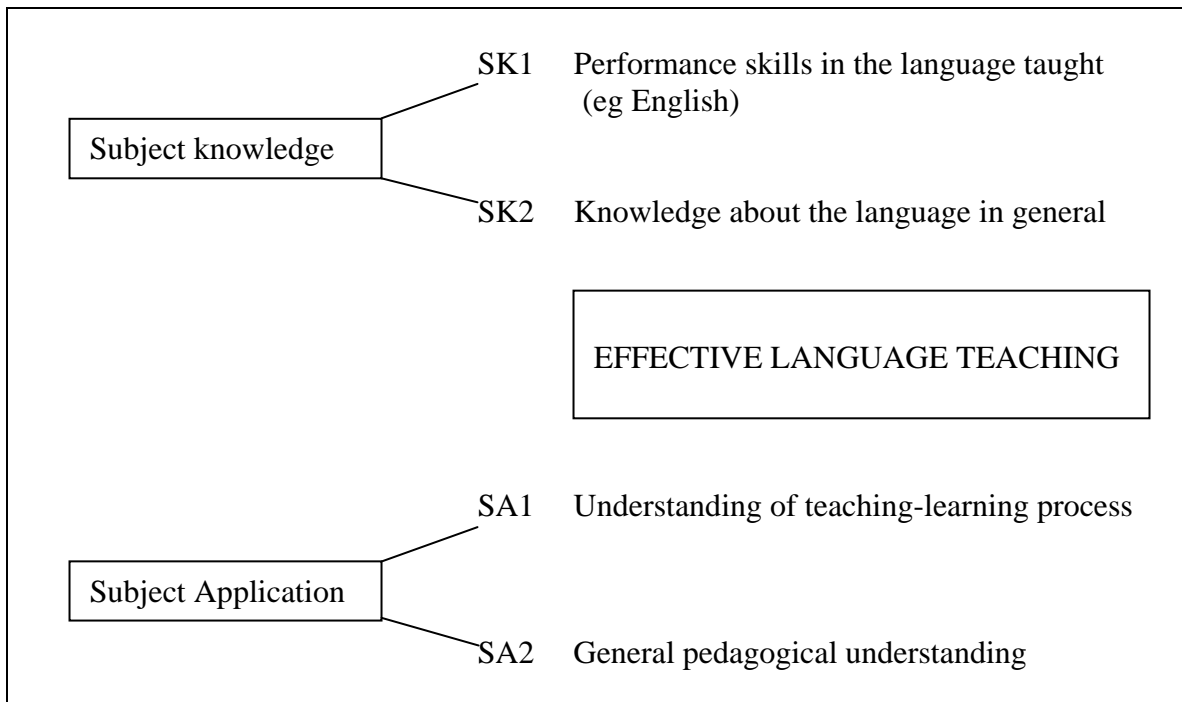 SK1 Performance skills in the language taught
(eg English)
Subject knowledge
SK2 Knowledge about the language in general
EFFECTIVE LANGUAGE TEACHING
SA1 Understanding of teaching-learning process
Subject Application
SA2 General pedagogical understanding